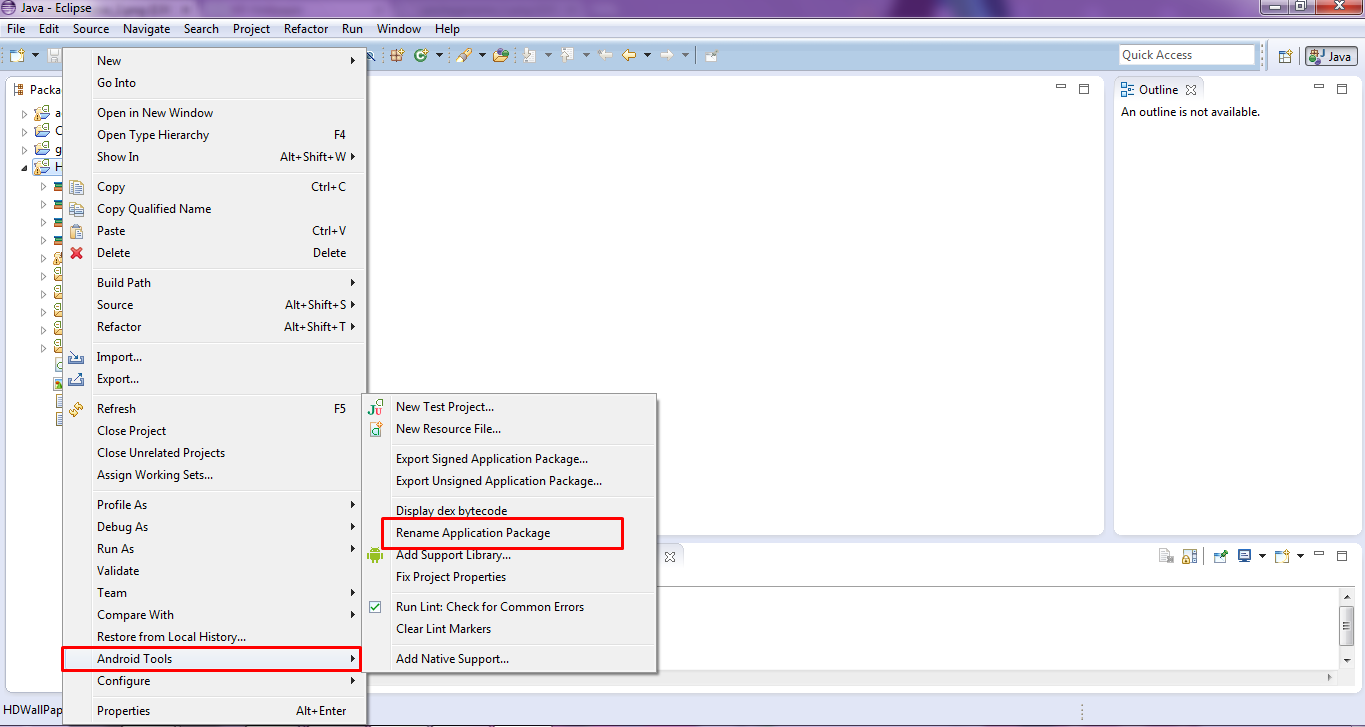 Java - Eclipse
File Edit Source Navigate Search Project Refactor Run Window Help
Quick Access
Java
Packa
a
C
g
H
New
Go Into
Open in New Window
Open Type Hierarchy F4
Show In Alt+Shift+W
Copy Ctrl+C
Copy Qualified Name
Paste Ctrl+V
Delete Delete
Build Path
Source Alt+Shift+S
Refactor Alt+Shift+T
Import...
Export...
Refresh F5
Close Project
Close Unrelated Projects
Assign Working Sets...
Profile As
Debug As
Run As
Validate
Team
Compare With
Restore from Local History...
Android Tools
Configure
Properties Alt+Enter
New Test Project...
New Resource File...
Export Signed Application Package...
Export Unsigned Application Package...
Display dex bytecode
Rename Application Package
Add Support Library...
Fix Project Properties
Run Lint: Check for Common Errors
Clear Lint Markers
Add Native Support...
Outline
An outline is not available.
HDWallPap